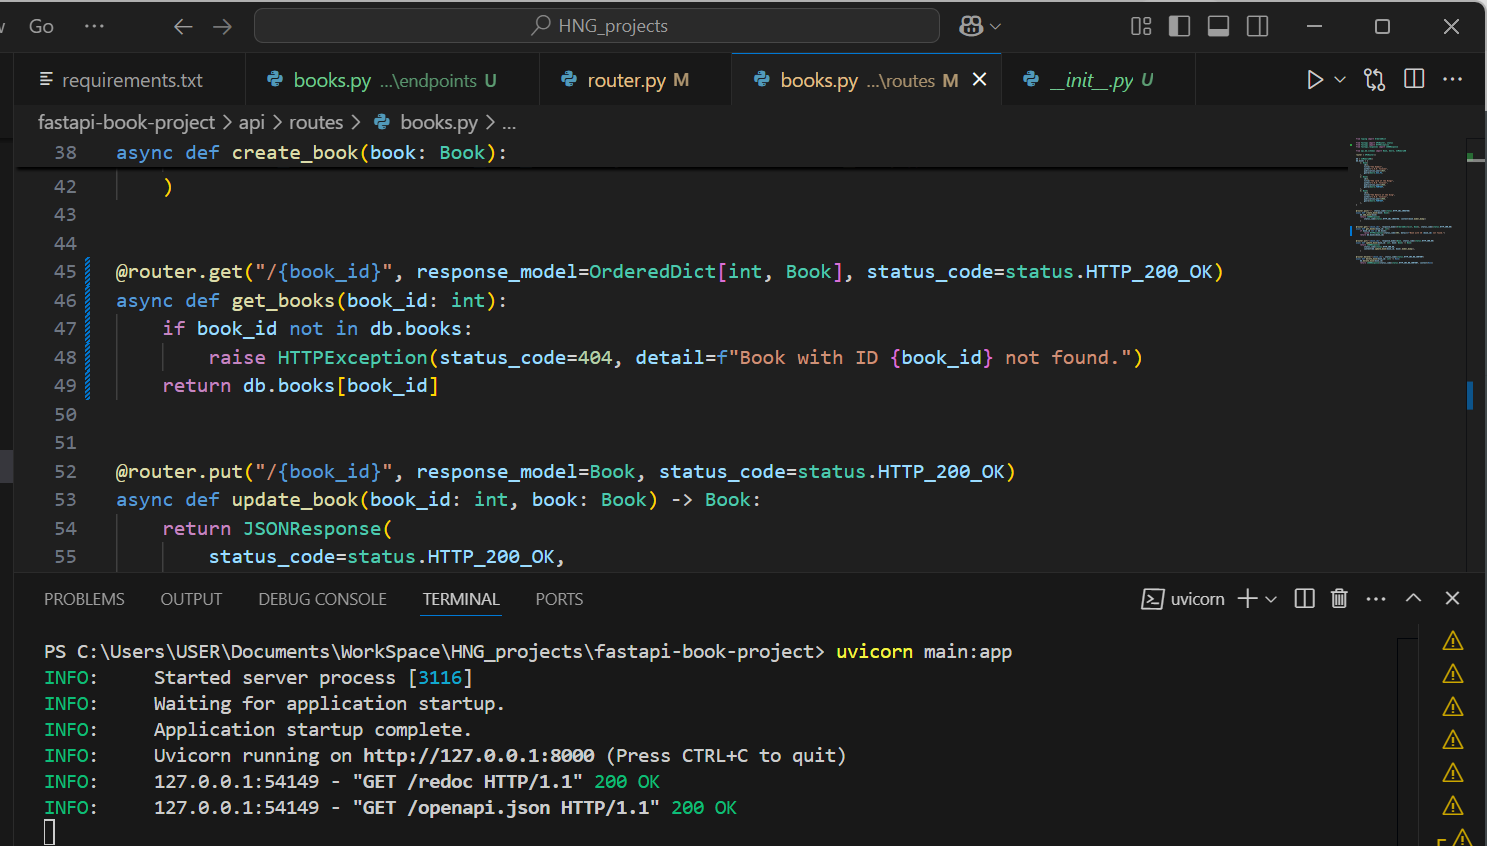 Go ···
HNG_projects
requirements.txt
books.py ...\endpoints U
router.py M
books.py ...\routes M
__init__.py U
fastapi-book-project > api > routes > books.py > ...
38 async def create_book(book: Book):
42 )
43
44
45 @router.get("/{book_id}", response_model=OrderedDict[int, Book], status_code=status.HTTP_200_OK)
46 async def get_books(book_id: int):
47 if book_id not in db.books:
48 raise HTTPException(status_code=404, detail=f"Book with ID {book_id} not found.")
49 return db.books[book_id]
50
51
52 @router.put("/{book_id}", response_model=Book, status_code=status.HTTP_200_OK)
53 async def update_book(book_id: int, book: Book) -> Book:
54 return JSONResponse(
55 status_code=status.HTTP_200_OK,
PROBLEMS OUTPUT DEBUG CONSOLE TERMINAL PORTS
uvicorn
PS C:\Users\USER\Documents\WorkSpace\HNG_projects\fastapi-book-project> uvicorn main:app
INFO: Started server process [3116]
INFO: Waiting for application startup.
INFO: Application startup complete.
INFO: Uvicorn running on http://127.0.0.1:8000 (Press CTRL+C to quit)
INFO: 127.0.0.1:54149 - "GET /redoc HTTP/1.1" 200 OK
INFO: 127.0.0.1:54149 - "GET /openapi.json HTTP/1.1" 200 OK